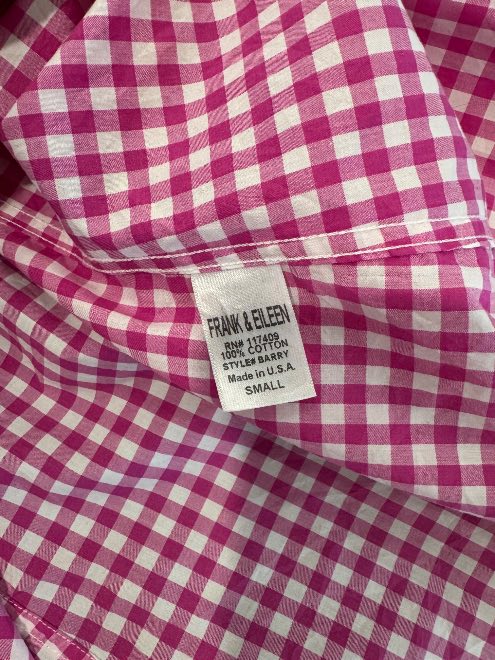 FRANK & EILEEN
RN# 117409
100% COTTON
STYLE# BARRY
Made in U.S.A.
SMALL